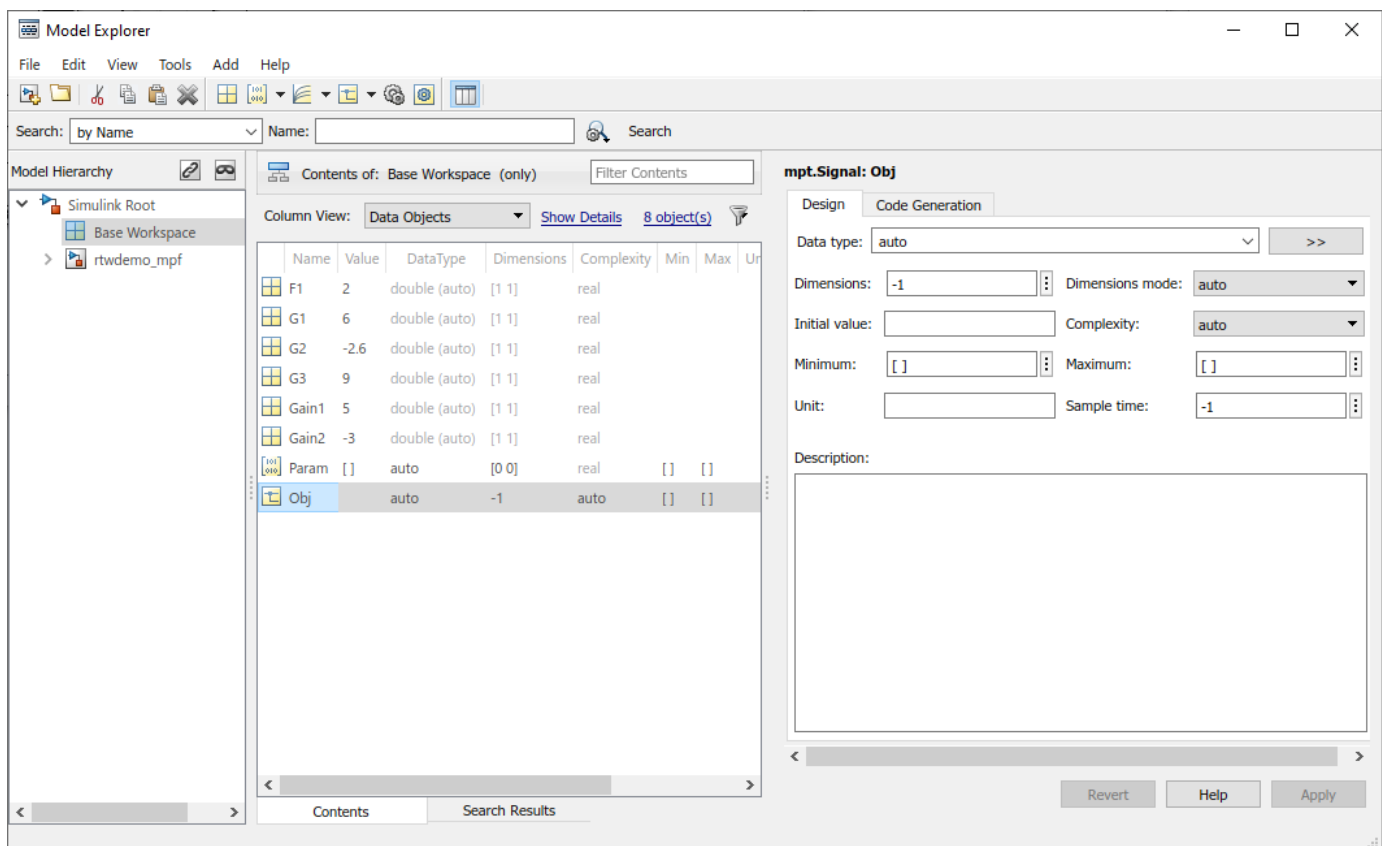 Model Explorer
File Edit View Tools Add Help
Search: by Name Name: Search
Model Hierarchy
Simulink Root
Base Workspace
rtwdemo_mpf
Contents of: Base Workspace (only) Filter Contents
Column View: Data Objects Show Details 8 object(s)
Name Value DataType Dimensions Complexity Min Max Un
F1 2 double (auto) [1 1] real
G1 6 double (auto) [1 1] real
G2 -2.6 double (auto) [1 1] real
G3 9 double (auto) [1 1] real
Gain1 5 double (auto) [1 1] real
Gain2 -3 double (auto) [1 1] real
Param [ ] auto [0 0] real [ ] [ ]
Obj auto -1 auto [ ] [ ]
Contents Search Results
mpt.Signal: Obj
Design Code Generation
Data type: auto >>
Dimensions: -1 Dimensions mode: auto
Initial value: Complexity: auto
Minimum: [ ] Maximum: [ ]
Unit: Sample time: -1
Description:
Revert Help Apply